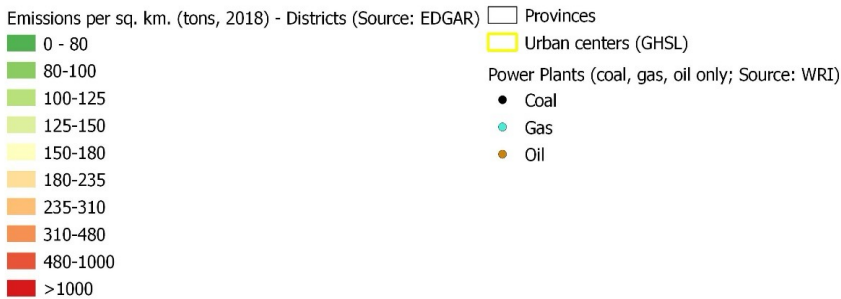 Emissions per sq. km. (tons, 2018) - Districts (Source: EDGAR)
0 - 80
80-100
100-125
125-150
150-180
180-235
235-310
310-480
480-1000
>1000
Provinces
Urban centers (GHSL)
Power Plants (coal, gas, oil only; Source: WRI)
Coal
Gas
Oil